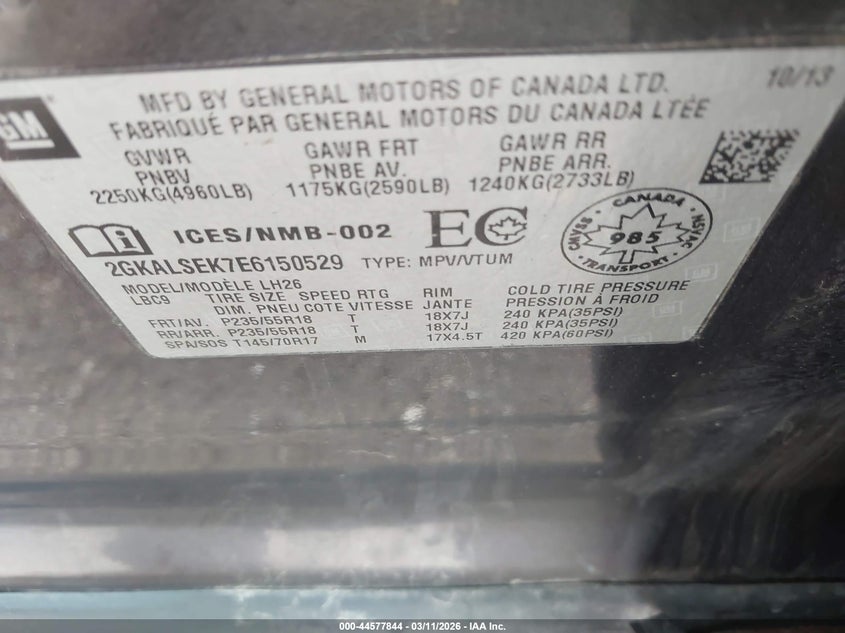 GM
MFD BY GENERAL MOTORS OF CANADA LTD. 10/13
FABRIQUÉ PAR GENERAL MOTORS DU CANADA LTÉE
GVWR GAWR FRT GAWR RR
PNBV PNBE AV. PNBE ARR.
2250KG(4960LB) 1175KG(2590LB) 1240KG(2733LB)
ICES/NMB-002 EC CANADA CMVSS NSVAC 985 TRANSPORT
2GKALSEK7E6150529 TYPE: MPV/VTUM
MODEL/MODÈLE LH26
LBC9 TIRE SIZE SPEED RTG RIM COLD TIRE PRESSURE
DIM. PNEU COTE VITESSE JANTE PRESSION À FROID
FRT/AV. P235/55R18 T 18X7J 240 KPA(35PSI)
RR/ARR. P235/55R18 T 18X7J 240 KPA(35PSI)
SPA/SOS T145/70R17 M 17X4.5T 420 KPA(60PSI)
000-44577844 | 03/11/2026 - IAA Inc.